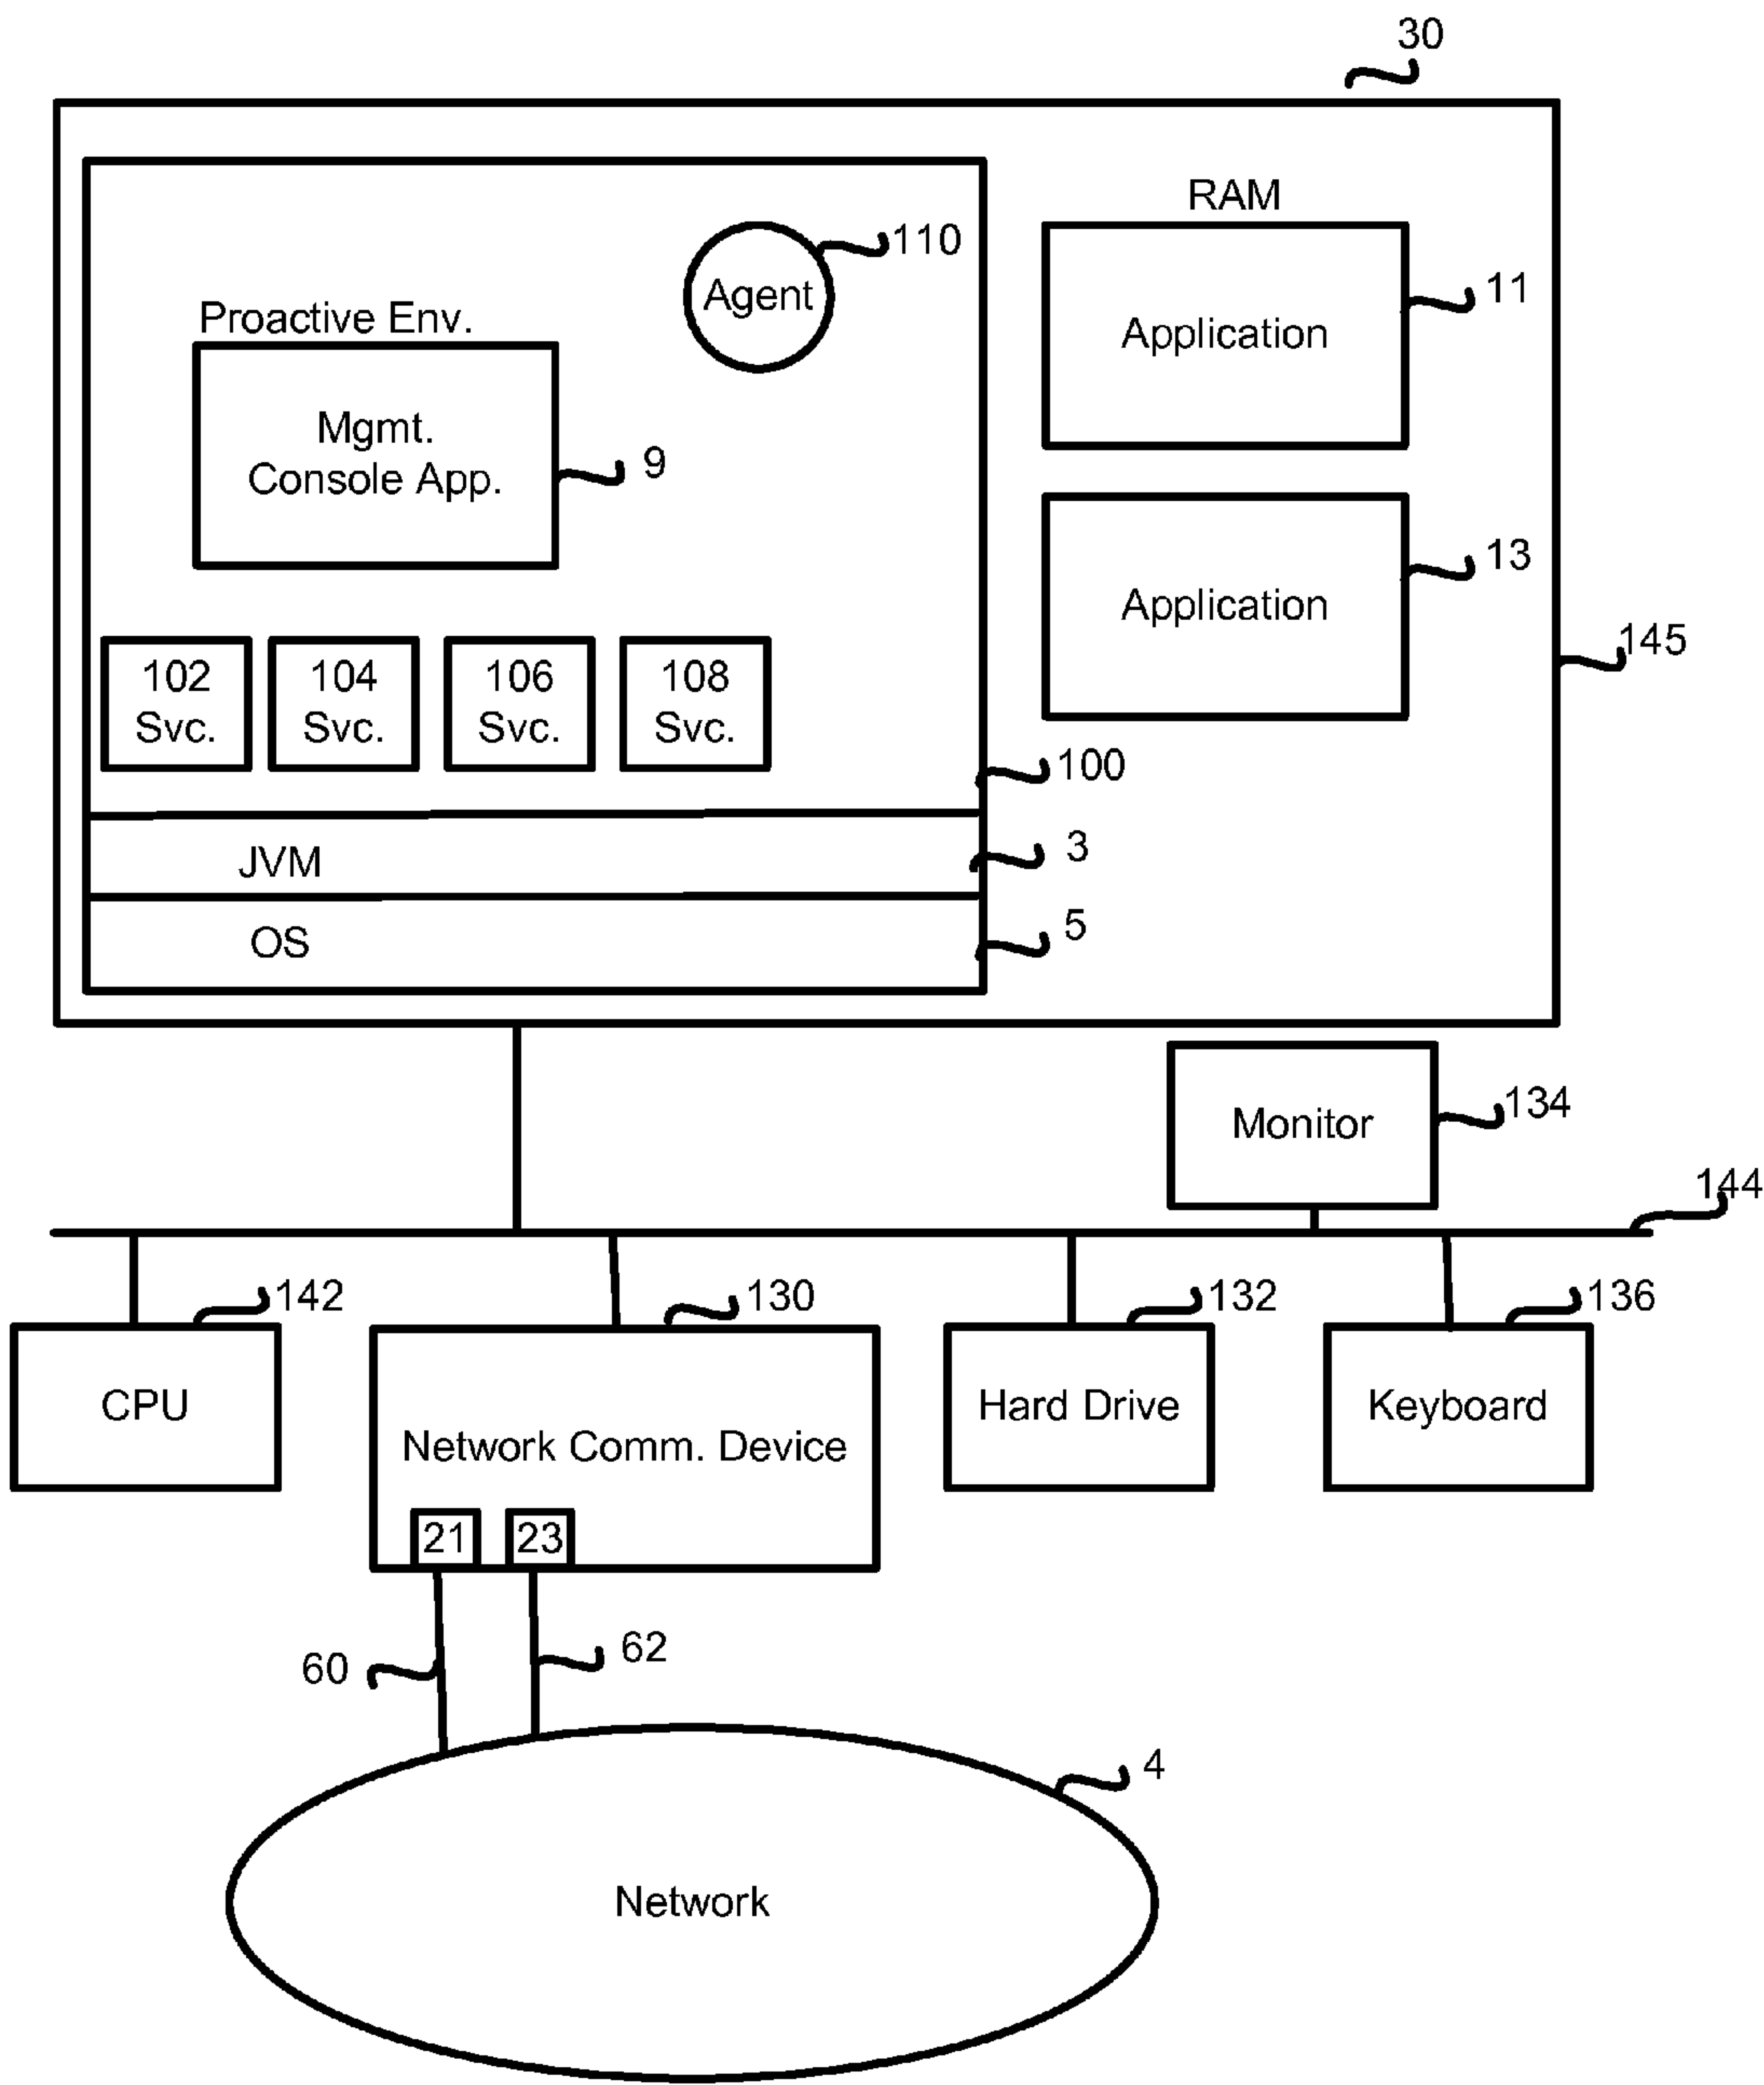 30
RAM
110
Agent
11
Application
Proactive Env.
Mgmt.
Console App.
9
13
Application
145
102
Svc.
104
Svc.
106
Svc.
108
Svc.
100
JVM
3
OS
5
Monitor
134
144
142
130
132
136
CPU
Network Comm. Device
Hard Drive
Keyboard
21
23
60
62
4
Network